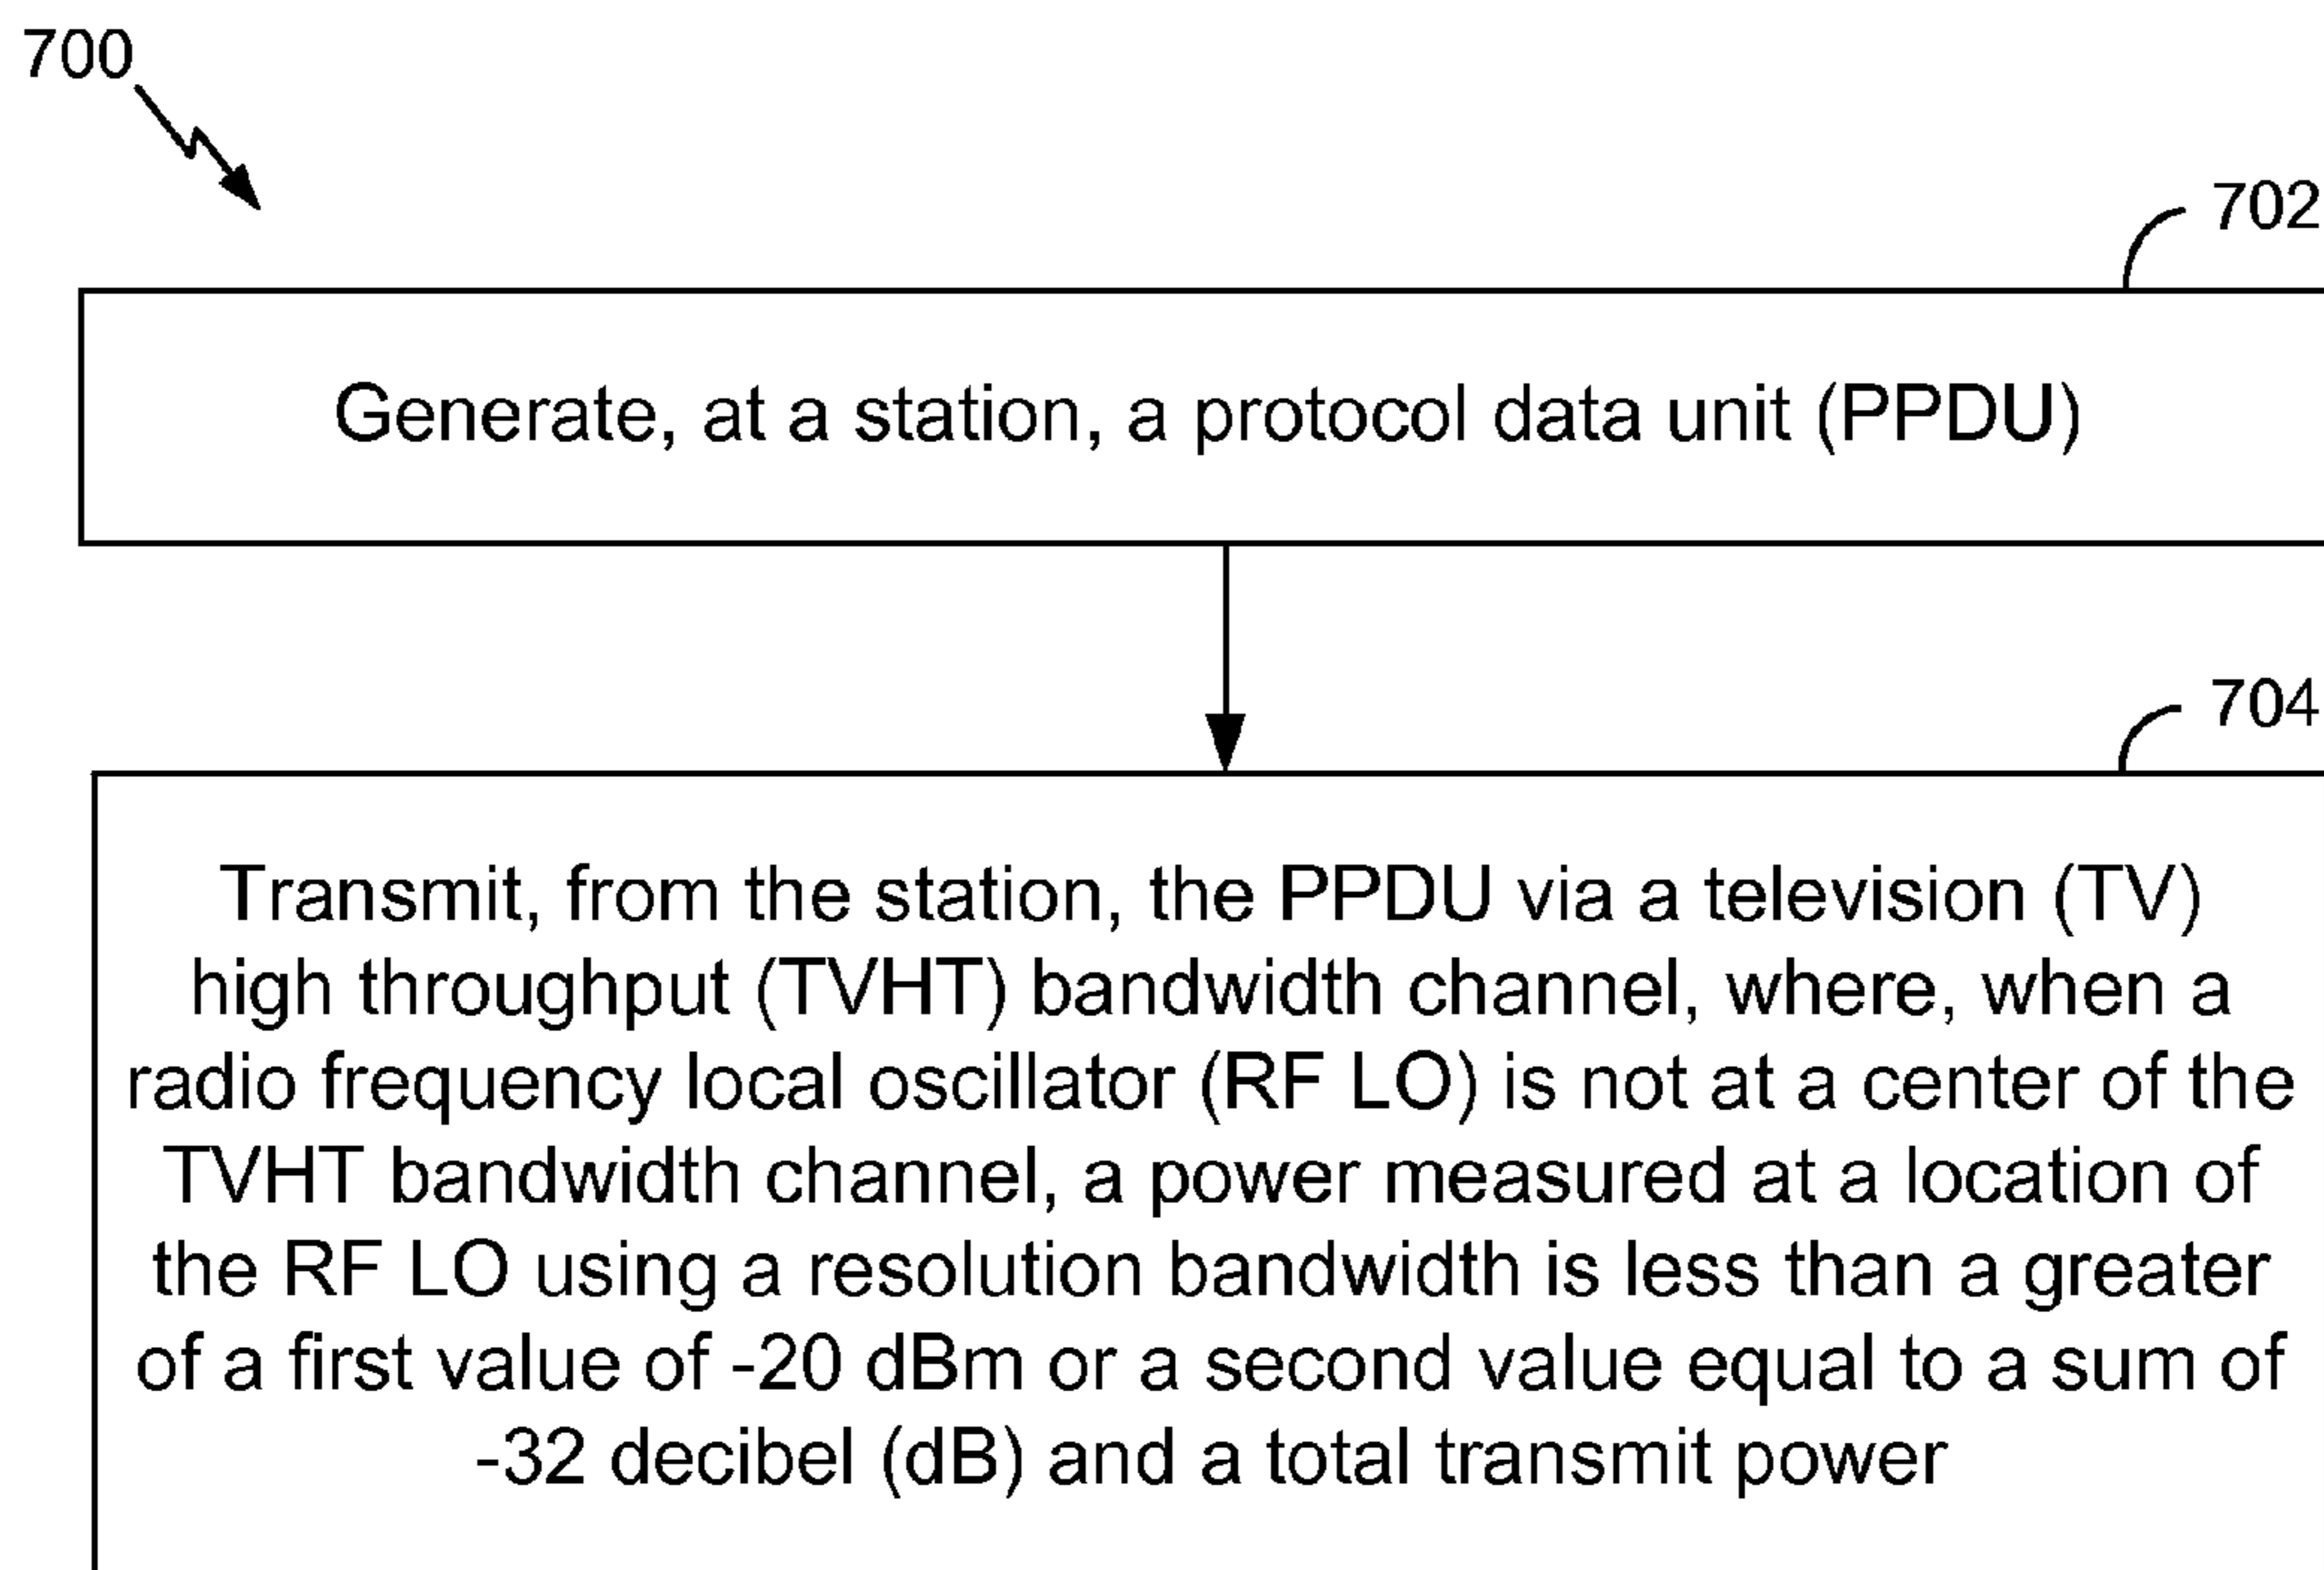 700
702
Generate, at a station, a protocol data unit (PPDU)
704
Transmit, from the station, the PPDU via a television (TV)
high throughput (TVHT) bandwidth channel, where, when a
radio frequency local oscillator (RF LO) is not at a center of the
TVHT bandwidth channel, a power measured at a location of
the RF LO using a resolution bandwidth is less than a greater
of a first value of -20 dBm or a second value equal to a sum of
-32 decibel (dB) and a total transmit power